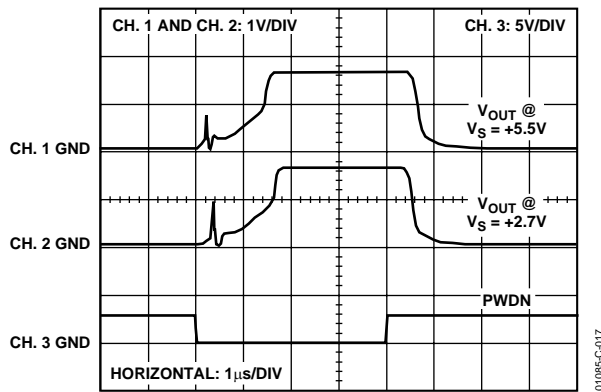 CH. 1 AND CH. 2: 1V/DIV
CH. 3: 5V/DIV
VOUT @
VS = +5.5V
CH. 1 GND
VOUT @
VS = +2.7V
CH. 2 GND
PWDN
CH. 3 GND
HORIZONTAL: 1μs/DIV
01085-C-017